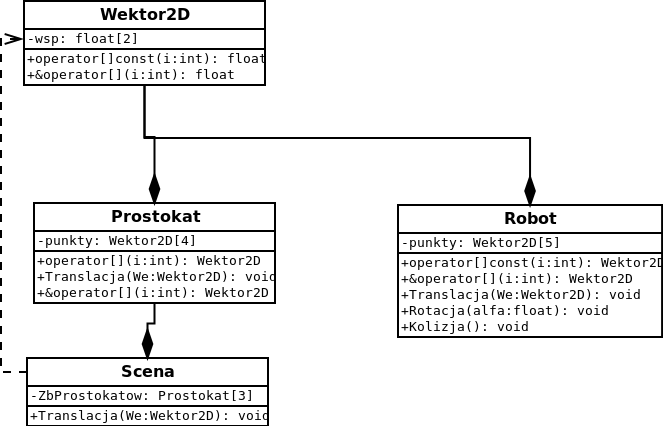 Wektor2D
-wsp: float[2]
+operator[]const(i:int): float
+&operator[](i:int): float
Prostokat
-punkty: Wektor2D[4]
+operator[](i:int): Wektor2D
+Translacja(We:Wektor2D): void
+&operator[](i:int): Wektor2D
Robot
-punkty: Wektor2D[5]
+operator[]const(i:int): Wektor2D
+&operator[](i:int): Wektor2D
+Translacja(We:Wektor2D): void
+Rotacja(alfa:float): void
+Kolizja(): void
Scena
-ZbProstokatow: Prostokat[3]
+Translacja(We:Wektor2D): void